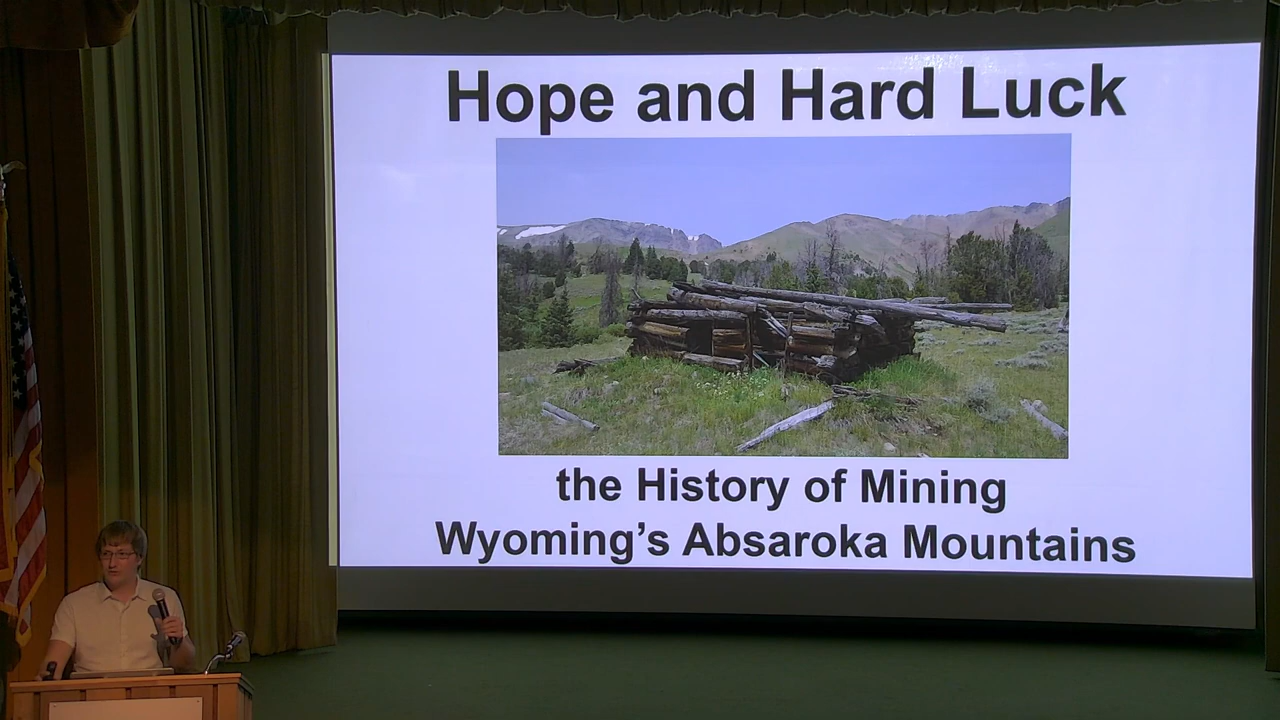 Hope and Hard Luck
the History of Mining
Wyoming’s Absaroka Mountains